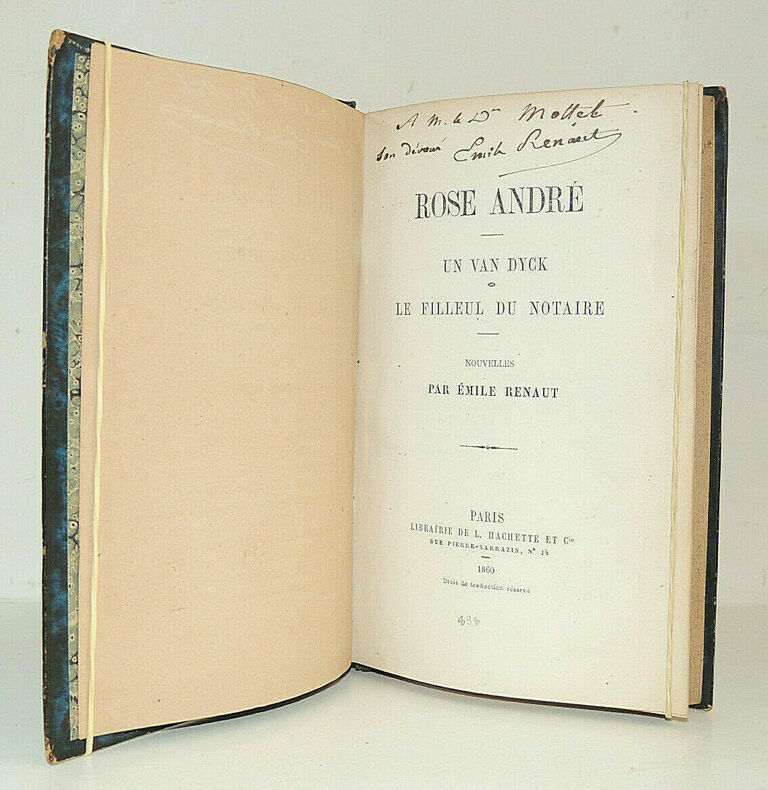 A M. le Dr Mottet
Son dévoué Emile Renaut
ROSE ANDRÉ
UN VAN DYCK
LE FILLEUL DU NOTAIRE
NOUVELLES
PAR ÉMILE RENAUT
PARIS
LIBRAIRIE DE L. HACHETTE ET Cie
RUE PIERRE-SARRAZIN, N° 14
1860
Droit de traduction réservé
898